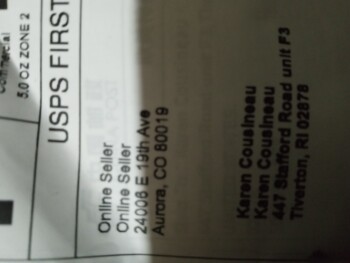 Commercial
5.0 OZ ZONE 2
USPS FIRST
Online Seller
Online Seller
24006 E 19th Ave
Aurora, CO 80019
Karen Cousineau
Karen Cousineau
447 Stafford Road unit F3
Tiverton, RI 02878